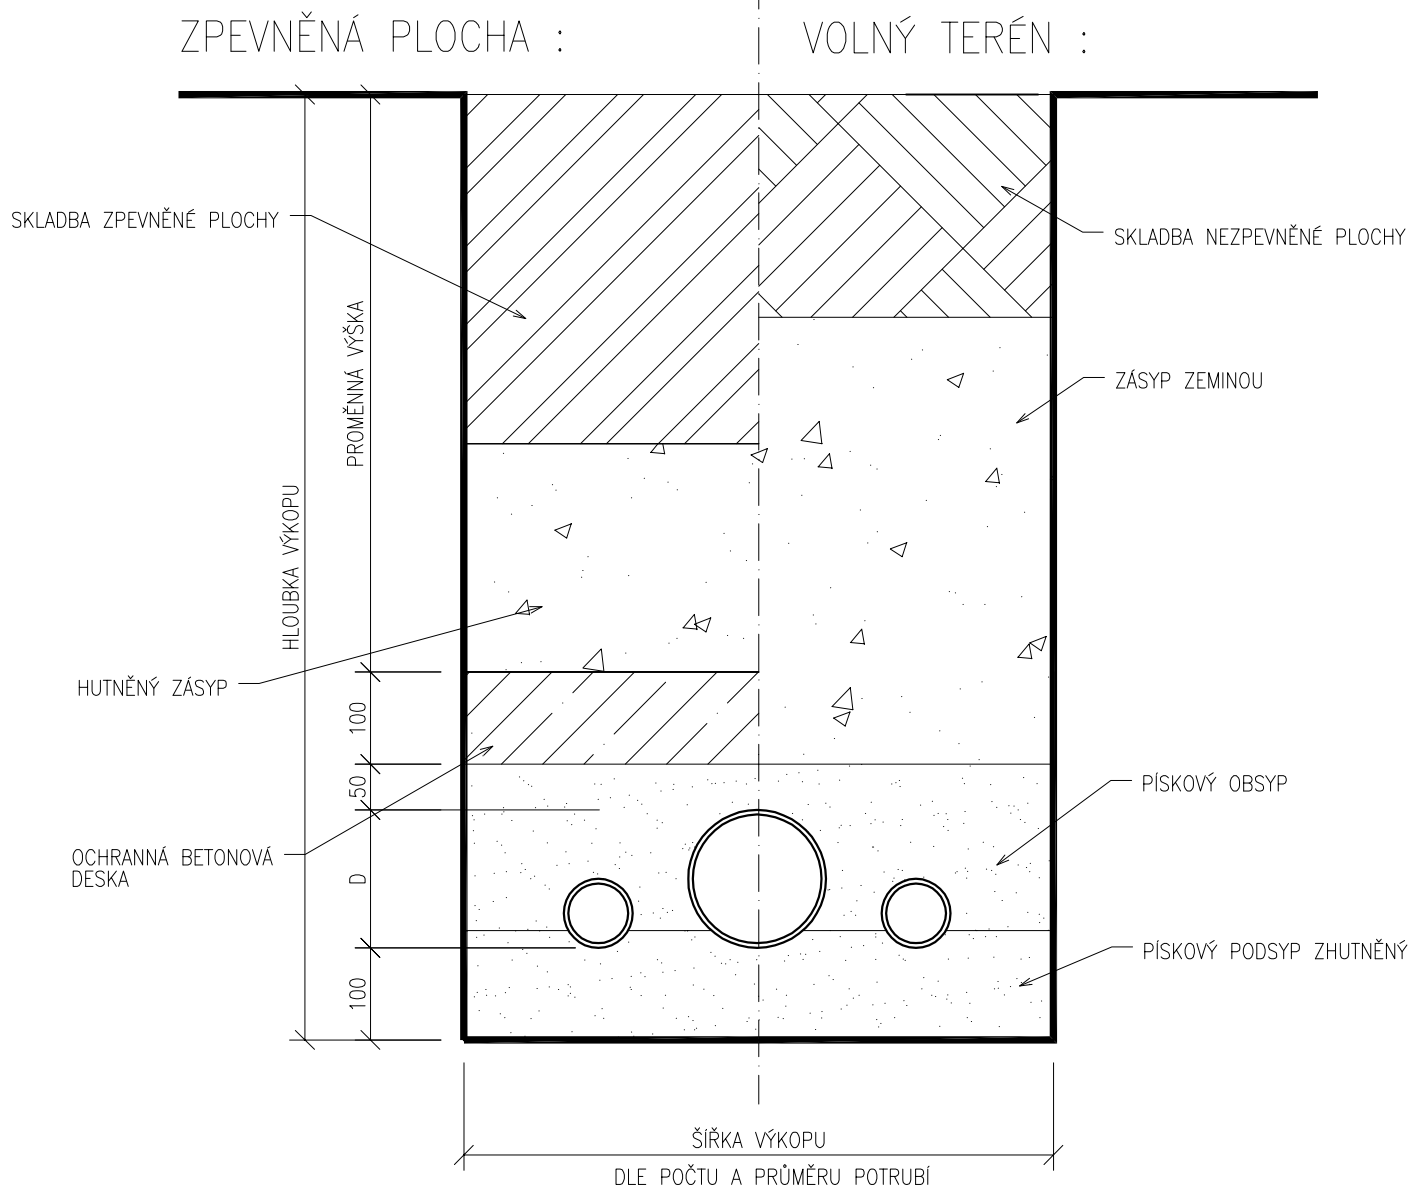 ZPEVNĚNÁ PLOCHA :
VOLNÝ TERÉN :
SKLADBA ZPEVNĚNÉ PLOCHY
SKLADBA NEZPEVNĚNÉ PLOCHY
PROMĚNNÁ VÝŠKA
ZÁSYP ZEMINOU
HLOUBKA VÝKOPU
HUTNĚNÝ ZÁSYP
100
50
PÍSKOVÝ OBSYP
OCHRANNÁ BETONOVÁ
DESKA
D
PÍSKOVÝ PODSYP ZHUTNĚNÝ
100
ŠÍŘKA VÝKOPU
DLE POČTU A PRŮMĚRU POTRUBÍ